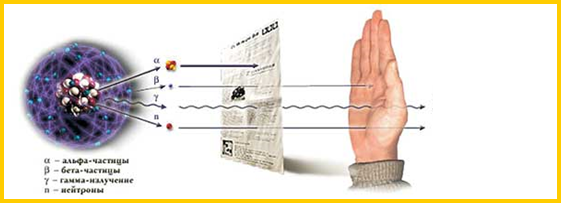 α
β
γ
n
α – альфа-частицы
β – бета-частицы
γ – гамма-излучение
n – нейтроны